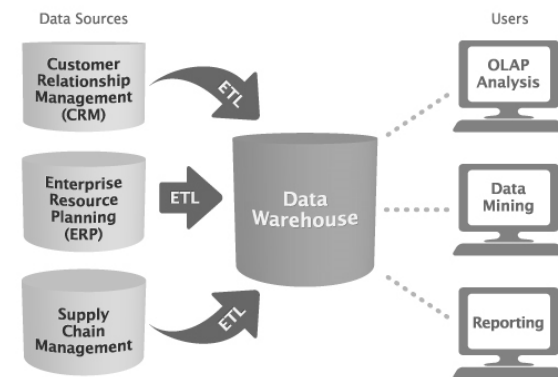 Data Sources
Users
Customer
Relationship
Management
(CRM)
ETL
OLAP
Analysis
Enterprise
Resource
Planning
(ERP)
ETL
Data
Warehouse
Data
Mining
Supply
Chain
Management
ETL
Reporting